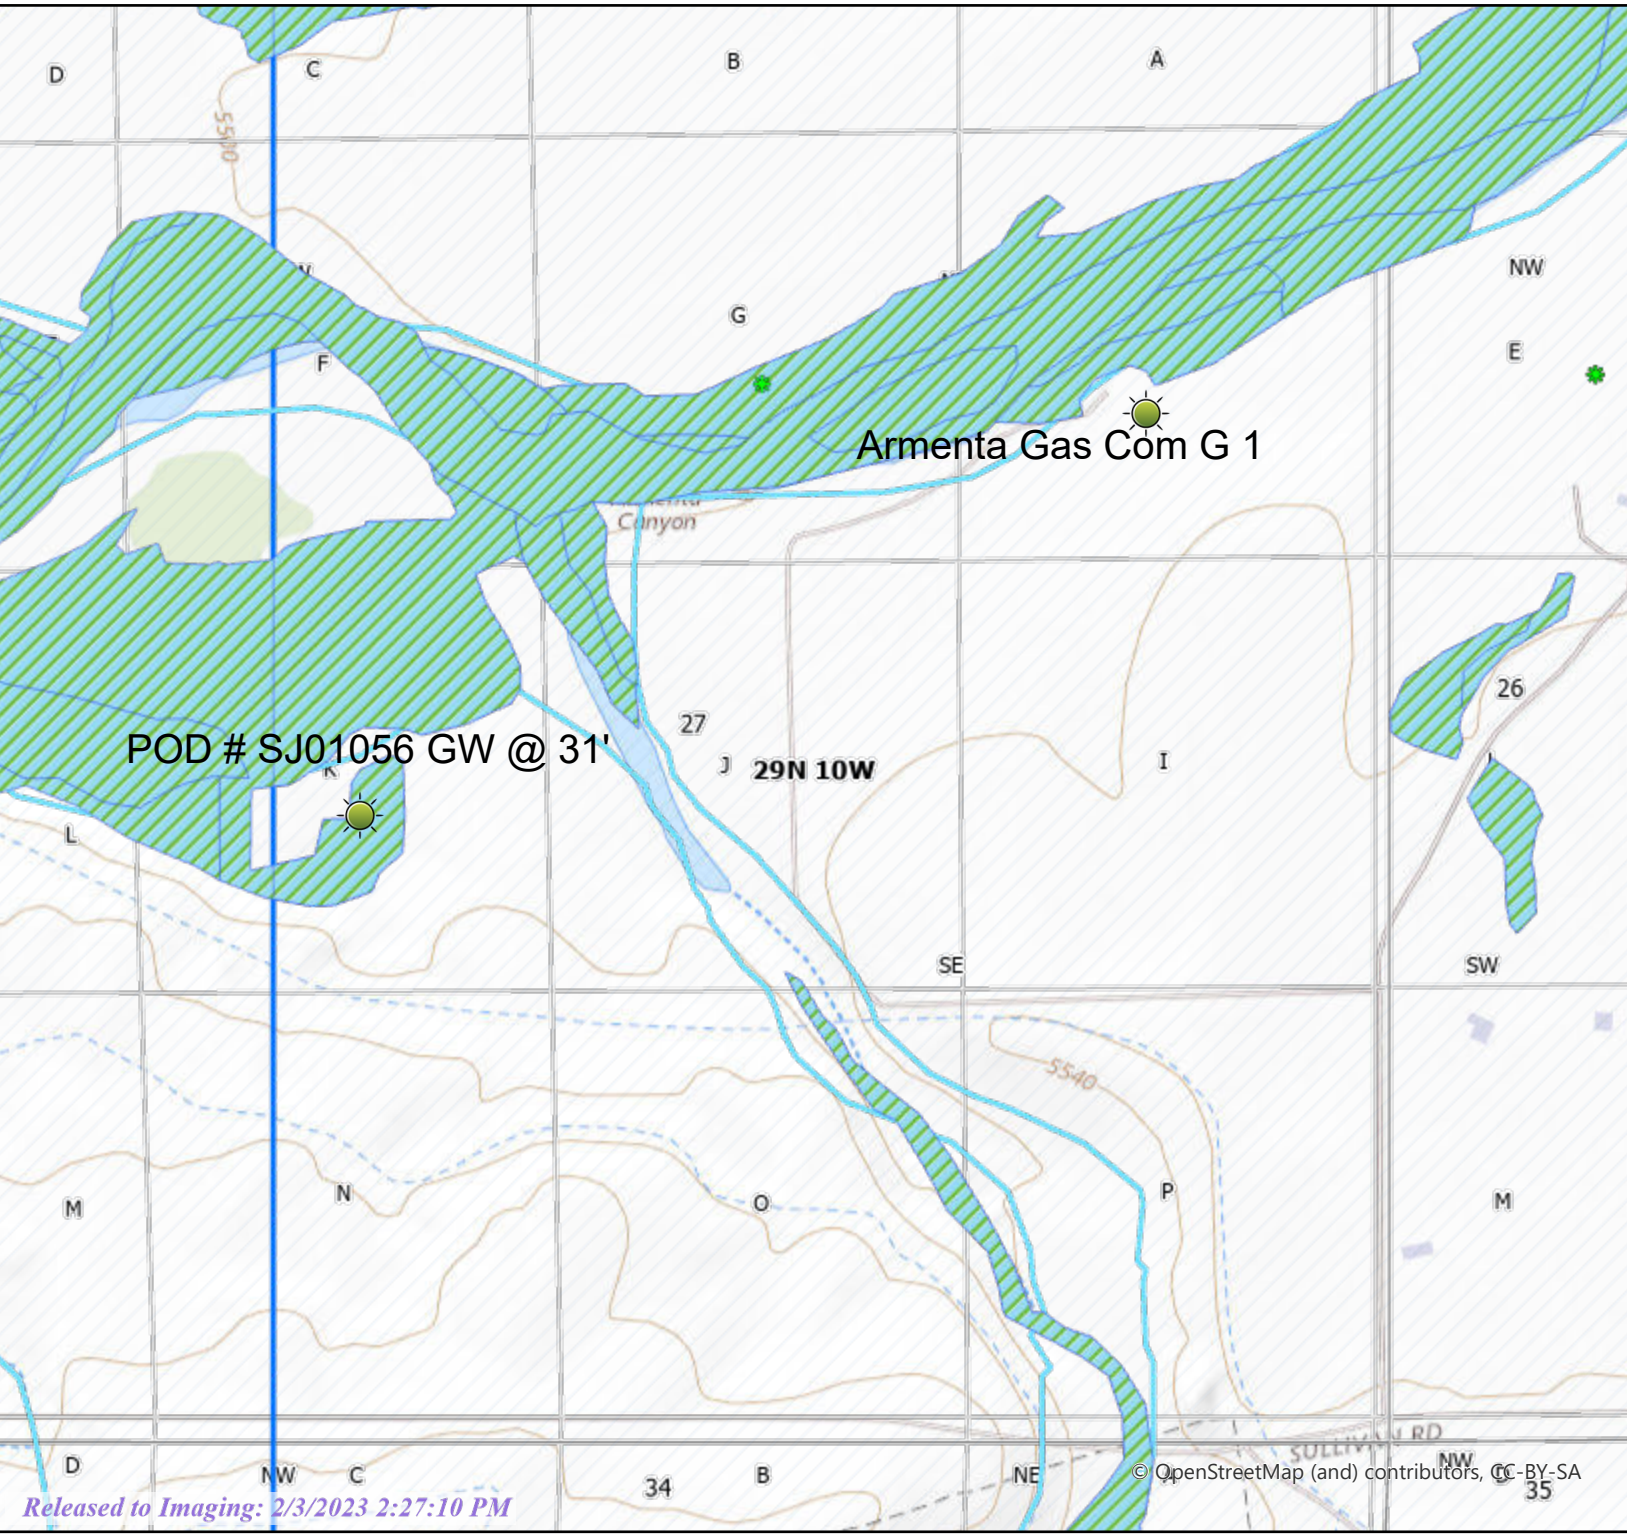 D
C
B
A
5500
G
NW
F
E
Armenta Gas Com G 1
Canyon
26
27
POD # SJ01056 GW @ 31'
K
J
29N 10W
I
L
SE
SW
5540
N
O
P
M
M
SULLIVAN RD
D
NW
C
34
B
NE
NW
© OpenStreetMap (and) contributors, CC-BY-SA
35
Released to Imaging: 2/3/2023 2:27:10 PM